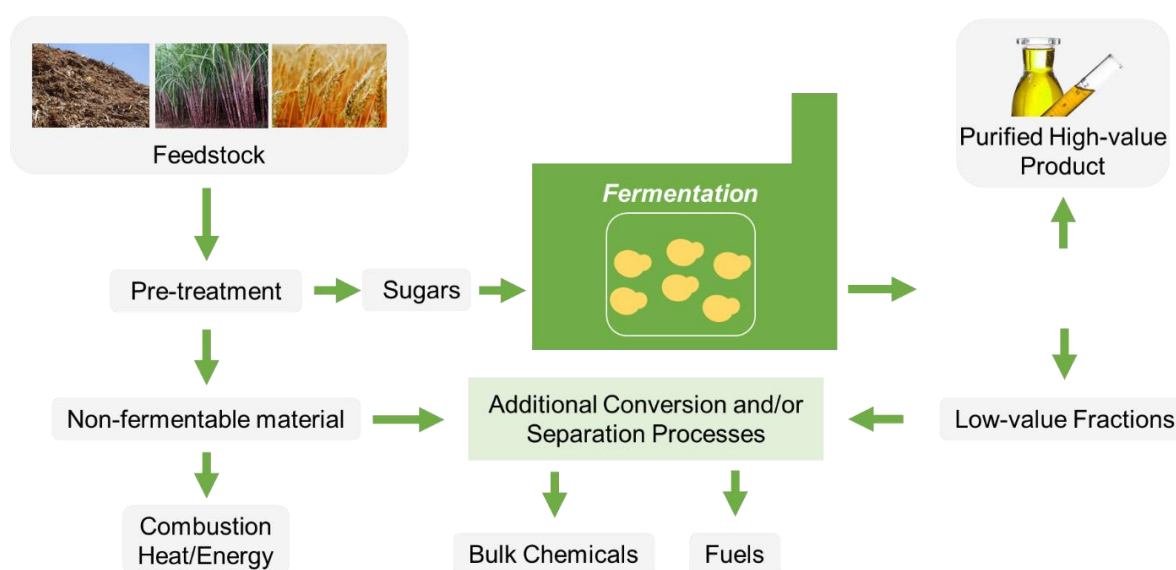 Feedstock
Purified High-value
Product
Fermentation
Pre-treatment
Sugars
Non-fermentable material
Additional Conversion and/or
Separation Processes
Low-value Fractions
Combustion
Heat/Energy
Bulk Chemicals
Fuels